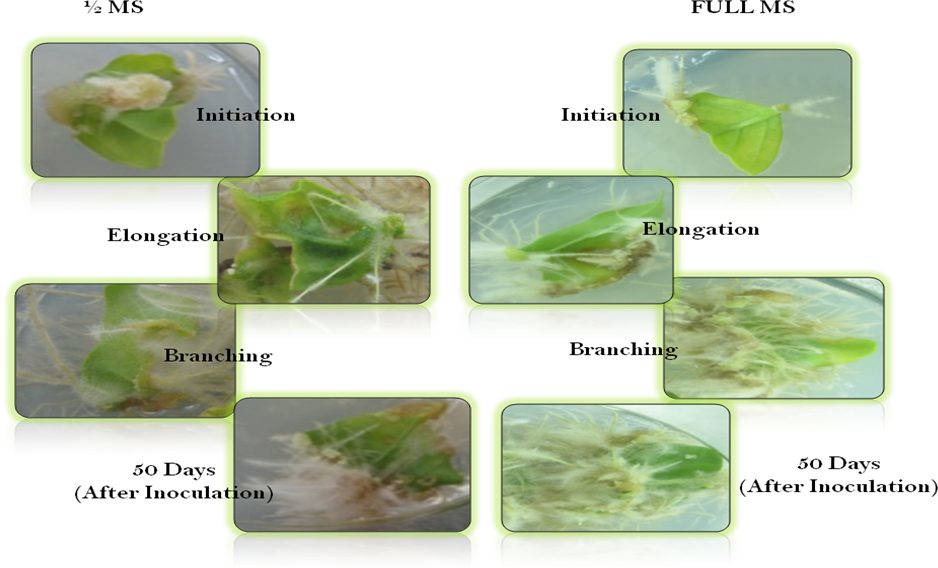 ½ MS
Initiation
Elongation
Branching
50 Days
(After Inoculation)
FULL MS
Initiation
Elongation
Branching
50 Days
(After Inoculation)